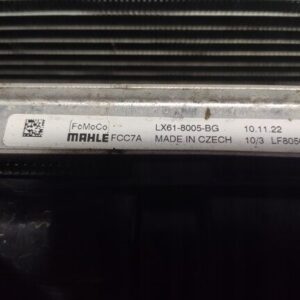 FoMoCo LX61-8005-BG 10.11.22
MAHLE FCC7A MADE IN CZECH 10/3